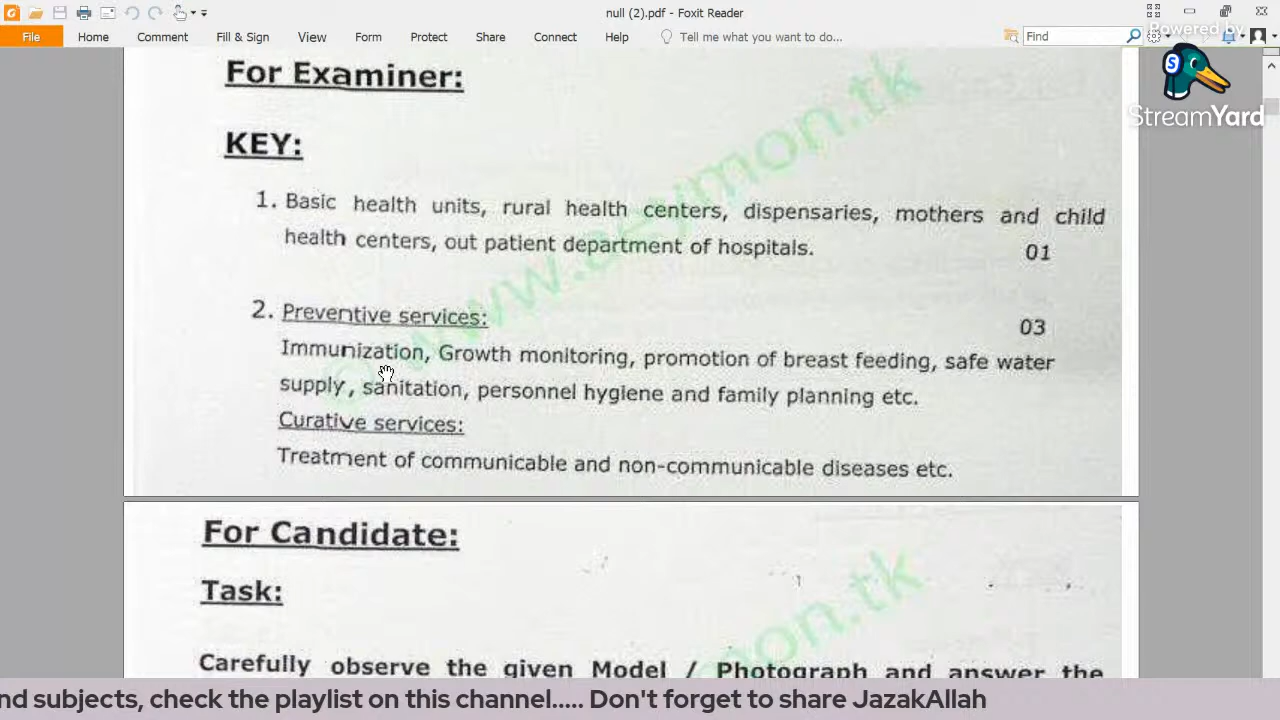 null (2).pdf - Foxit Reader
File Home Comment Fill & Sign View Form Protect Share Connect Help Tell me what you want to do... Find
Powered by
StreamYard
For Examiner:
KEY:
1. Basic health units, rural health centers, dispensaries, mothers and child
health centers, out patient department of hospitals. 01
2. Preventive services: 03
Immunization, Growth monitoring, promotion of breast feeding, safe water
supply, sanitation, personnel hygiene and family planning etc.
Curative services:
Treatment of communicable and non-communicable diseases etc.
For Candidate:
Task:
Carefully observe the given Model / Photograph and answer the
nd subjects, check the playlist on this channel..... Don't forget to share JazakAllah